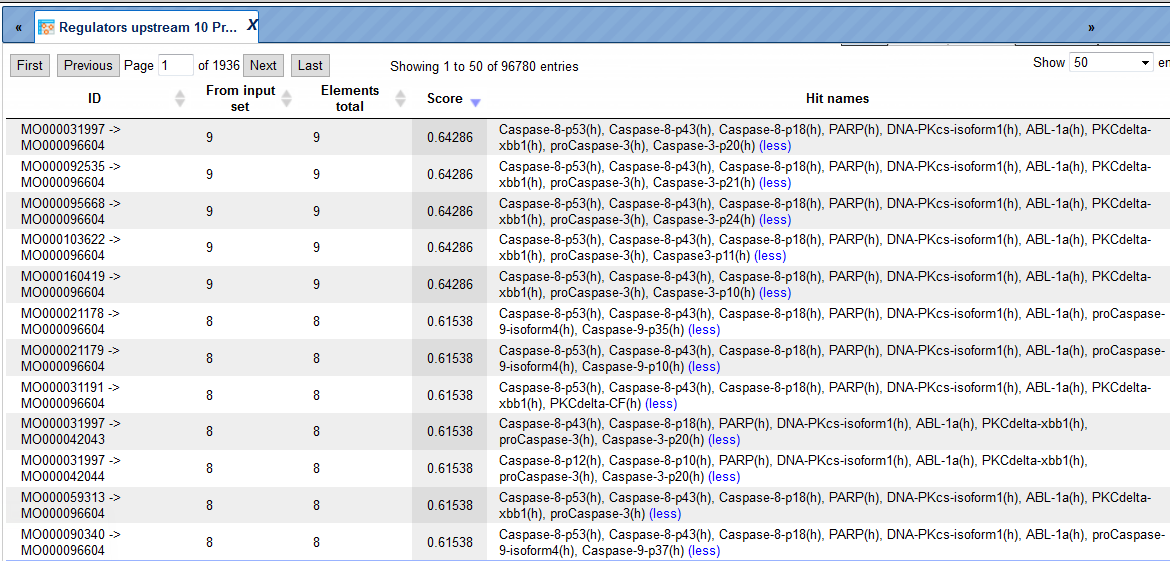 «
Regulators upstream 10 Pr... X
»
First Previous Page 1 of 1936 Next Last Showing 1 to 50 of 96780 entries Show 50 en
ID From input set Elements total Score Hit names
MO000031997 -> 9 9 0.64286 Caspase-8-p53(h), Caspase-8-p43(h), Caspase-8-p18(h), PARP(h), DNA-PKcs-isoform1(h), ABL-1a(h), PKCdelta-
MO000096604 xbb1(h), proCaspase-3(h), Caspase-3-p20(h) (less)
MO000092535 -> 9 9 0.64286 Caspase-8-p53(h), Caspase-8-p43(h), Caspase-8-p18(h), PARP(h), DNA-PKcs-isoform1(h), ABL-1a(h), PKCdelta-
MO000096604 xbb1(h), proCaspase-3(h), Caspase-3-p21(h) (less)
MO000095668 -> 9 9 0.64286 Caspase-8-p53(h), Caspase-8-p43(h), Caspase-8-p18(h), PARP(h), DNA-PKcs-isoform1(h), ABL-1a(h), PKCdelta-
MO000096604 xbb1(h), proCaspase-3(h), Caspase-3-p24(h) (less)
MO000103622 -> 9 9 0.64286 Caspase-8-p53(h), Caspase-8-p43(h), Caspase-8-p18(h), PARP(h), DNA-PKcs-isoform1(h), ABL-1a(h), PKCdelta-
MO000096604 xbb1(h), proCaspase-3(h), Caspase3-p11(h) (less)
MO000160419 -> 9 9 0.64286 Caspase-8-p53(h), Caspase-8-p43(h), Caspase-8-p18(h), PARP(h), DNA-PKcs-isoform1(h), ABL-1a(h), PKCdelta-
MO000096604 xbb1(h), proCaspase-3(h), Caspase-3-p10(h) (less)
MO000021178 -> 8 8 0.61538 Caspase-8-p53(h), Caspase-8-p43(h), Caspase-8-p18(h), PARP(h), DNA-PKcs-isoform1(h), ABL-1a(h), proCaspase-
MO000096604 9-isoform4(h), Caspase-9-p35(h) (less)
MO000021179 -> 8 8 0.61538 Caspase-8-p53(h), Caspase-8-p43(h), Caspase-8-p18(h), PARP(h), DNA-PKcs-isoform1(h), ABL-1a(h), proCaspase-
MO000096604 9-isoform4(h), Caspase-9-p10(h) (less)
MO000031191 -> 8 8 0.61538 Caspase-8-p53(h), Caspase-8-p43(h), Caspase-8-p18(h), PARP(h), DNA-PKcs-isoform1(h), ABL-1a(h), PKCdelta-
MO000096604 xbb1(h), PKCdelta-CF(h) (less)
MO000031997 -> 8 8 0.61538 Caspase-8-p43(h), Caspase-8-p18(h), PARP(h), DNA-PKcs-isoform1(h), ABL-1a(h), PKCdelta-xbb1(h),
MO000042043 proCaspase-3(h), Caspase-3-p20(h) (less)
MO000031997 -> 8 8 0.61538 Caspase-8-p12(h), Caspase-8-p10(h), PARP(h), DNA-PKcs-isoform1(h), ABL-1a(h), PKCdelta-xbb1(h),
MO000042044 proCaspase-3(h), Caspase-3-p20(h) (less)
MO000059313 -> 8 8 0.61538 Caspase-8-p53(h), Caspase-8-p43(h), Caspase-8-p18(h), PARP(h), DNA-PKcs-isoform1(h), ABL-1a(h), PKCdelta-
MO000096604 xbb1(h), proCaspase-3(h) (less)
MO000090340 -> 8 8 0.61538 Caspase-8-p53(h), Caspase-8-p43(h), Caspase-8-p18(h), PARP(h), DNA-PKcs-isoform1(h), ABL-1a(h), proCaspase-
MO000096604 9-isoform4(h), Caspase-9-p37(h) (less)